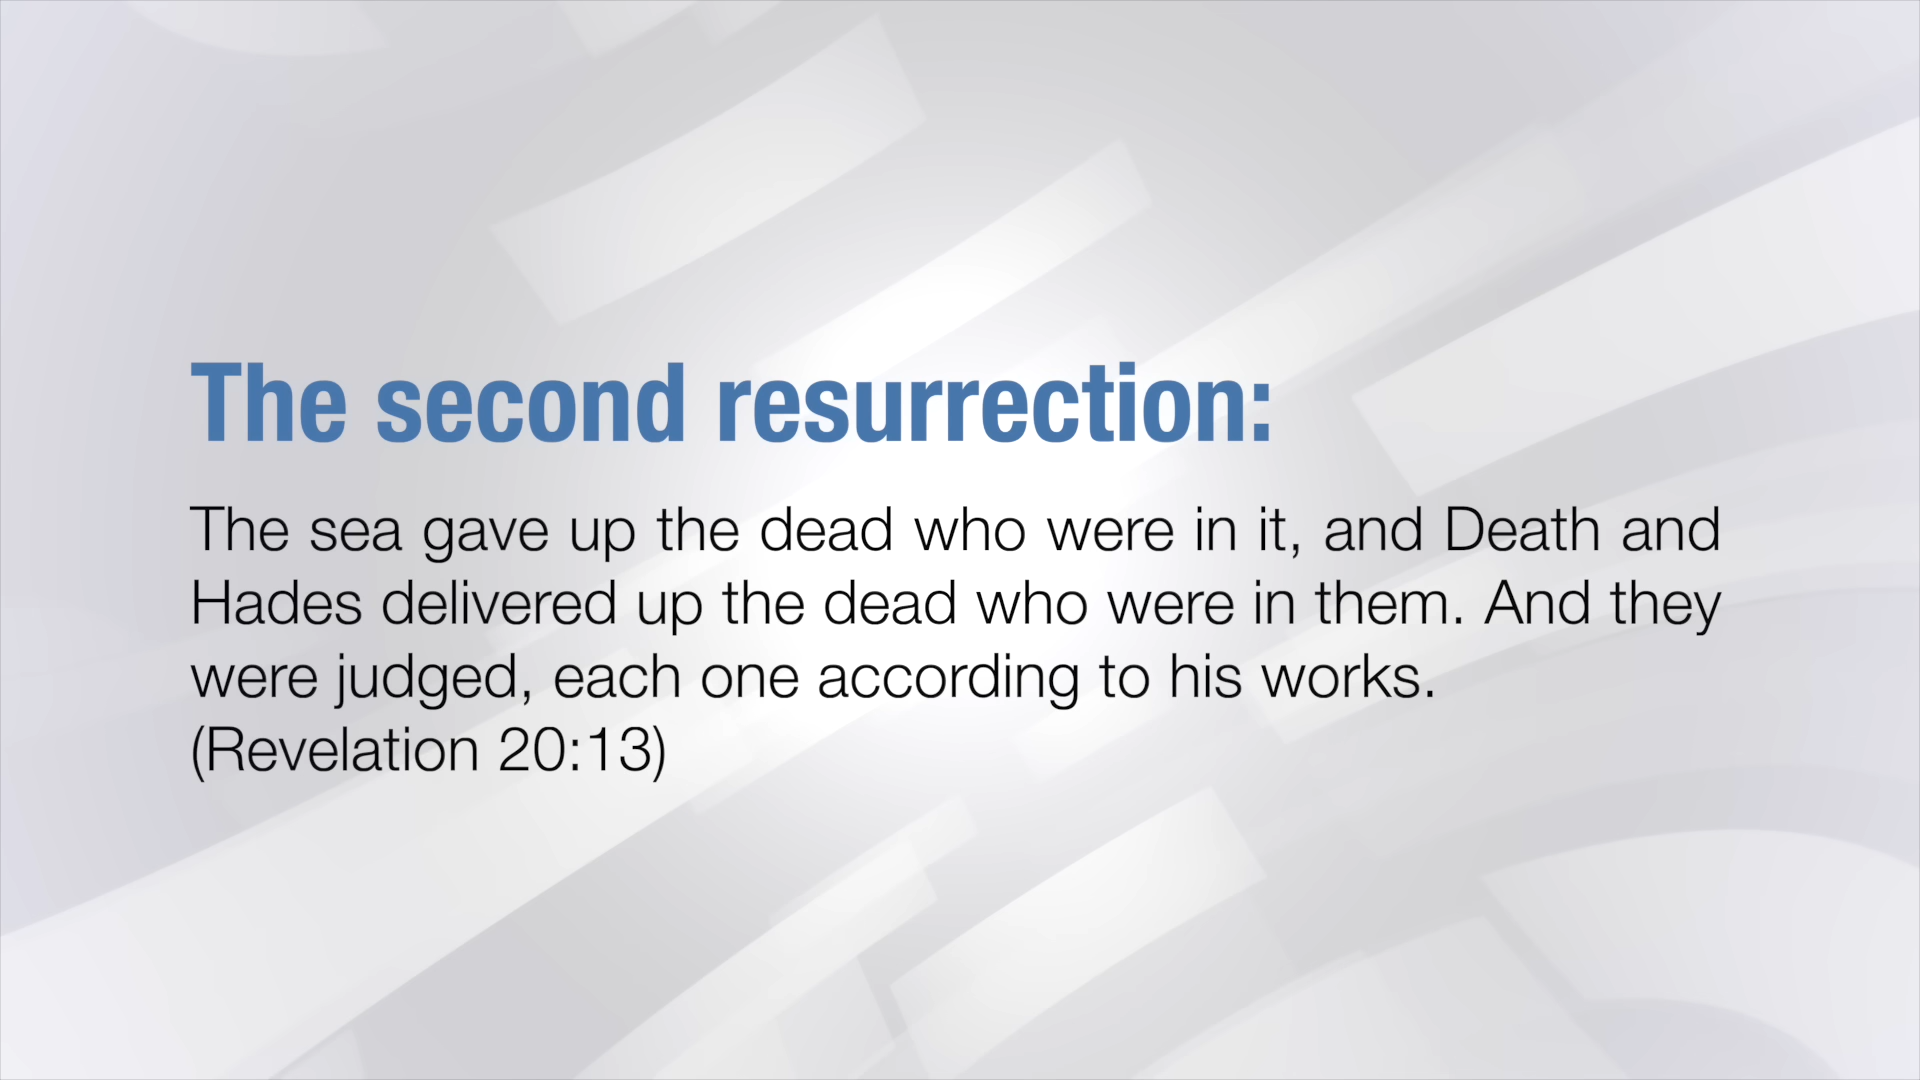 The second resurrection:
The sea gave up the dead who were in it, and Death and
Hades delivered up the dead who were in them. And they
were judged, each one according to his works.
(Revelation 20:13)